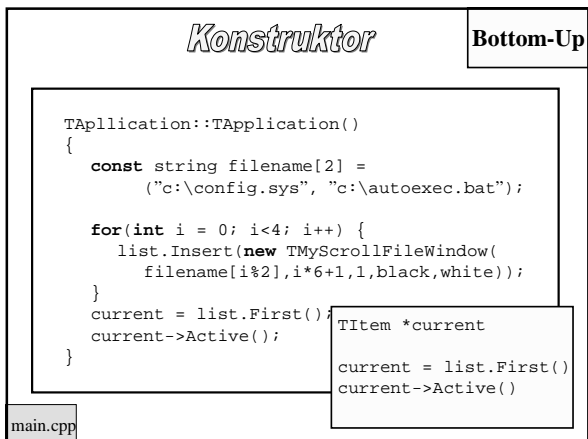 Konstruktor
Bottom-Up
TApllication::TApplication()
{
const string filename[2] =
("c:\config.sys", "c:\autoexec.bat");
for(int i = 0; i<4; i++) {
list.Insert(new TMyScrollFileWindow(
filename[i%2],i*6+1,1,black,white));
}
current = list.First();
current->Active();
}
TItem *current
current = list.First()
current->Active()
main.cpp